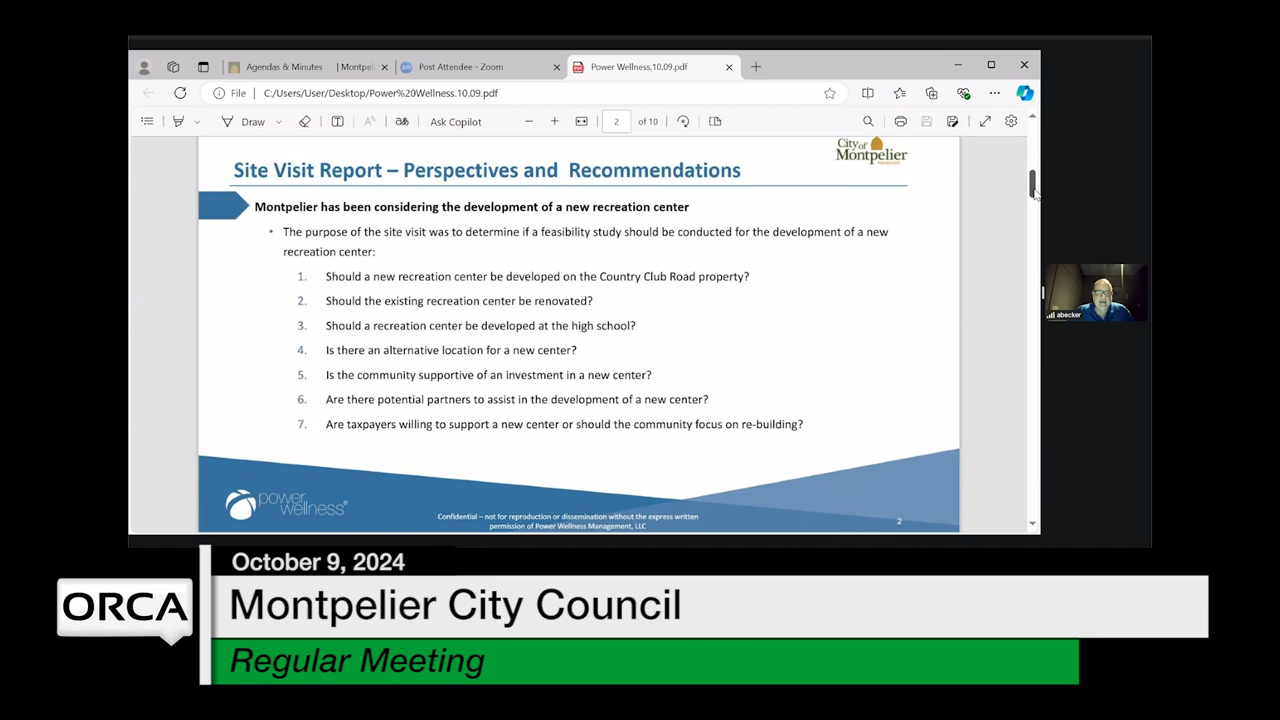 Agendas & Minutes | Montpel
Post Attendee - Zoom
Power Wellness.10.09.pdf
File
C:/Users/User/Desktop/Power%20Wellness.10.09.pdf
Draw
Ask Copilot
2 of 10
City of
Montpelier
Site Visit Report – Perspectives and Recommendations
Montpelier has been considering the development of a new recreation center
• The purpose of the site visit was to determine if a feasibility study should be conducted for the development of a new
recreation center:
1. Should a new recreation center be developed on the Country Club Road property?
2. Should the existing recreation center be renovated?
3. Should a recreation center be developed at the high school?
4. Is there an alternative location for a new center?
5. Is the community supportive of an investment in a new center?
6. Are there potential partners to assist in the development of a new center?
7. Are taxpayers willing to support a new center or should the community focus on re-building?
abecker
power
wellness®
Confidential – not for reproduction or dissemination without the express written
permission of Power Wellness Management, LLC
2
October 9, 2024
ORCA
Montpelier City Council
Regular Meeting